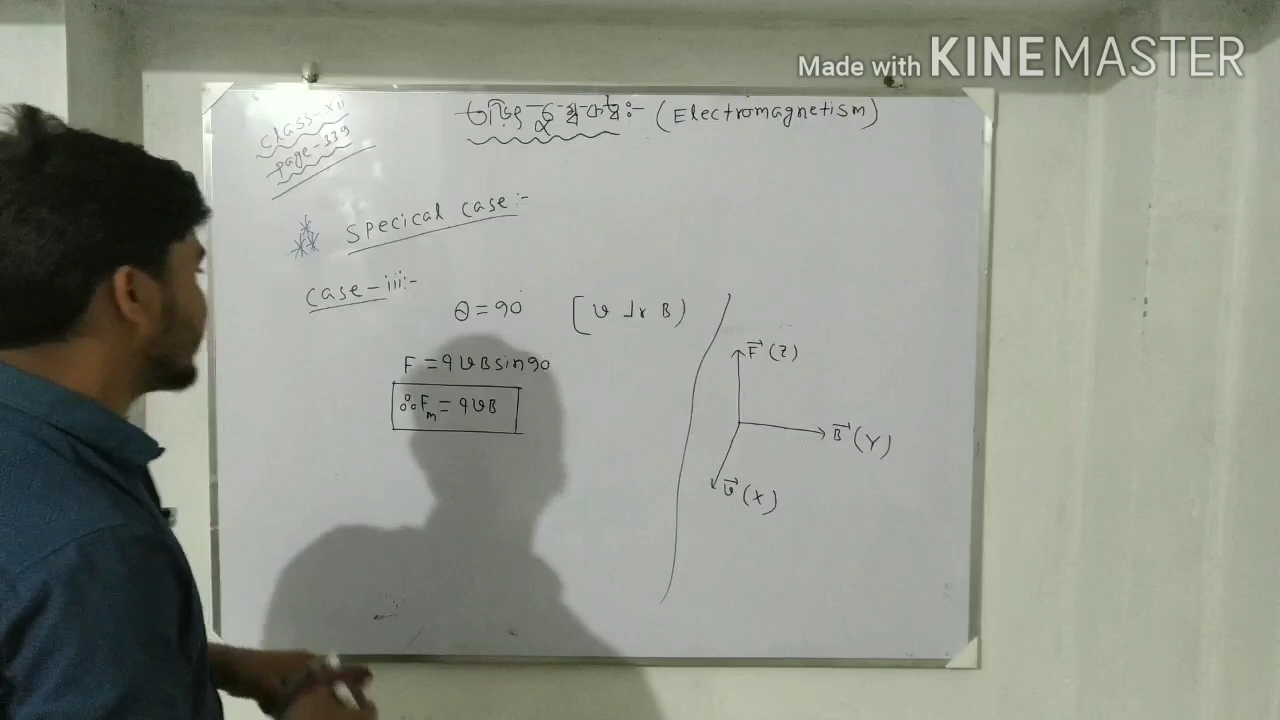 Made with KINEMASTER
Class-xii
page-339
(Electromagnetism)
Specical case:-
Case-iii:-
θ=90 [v ⊥r B)
F = qvBsin90
∴Fm = qvB
F⃗ (Z)
B⃗ (Y)
v⃗ (X)